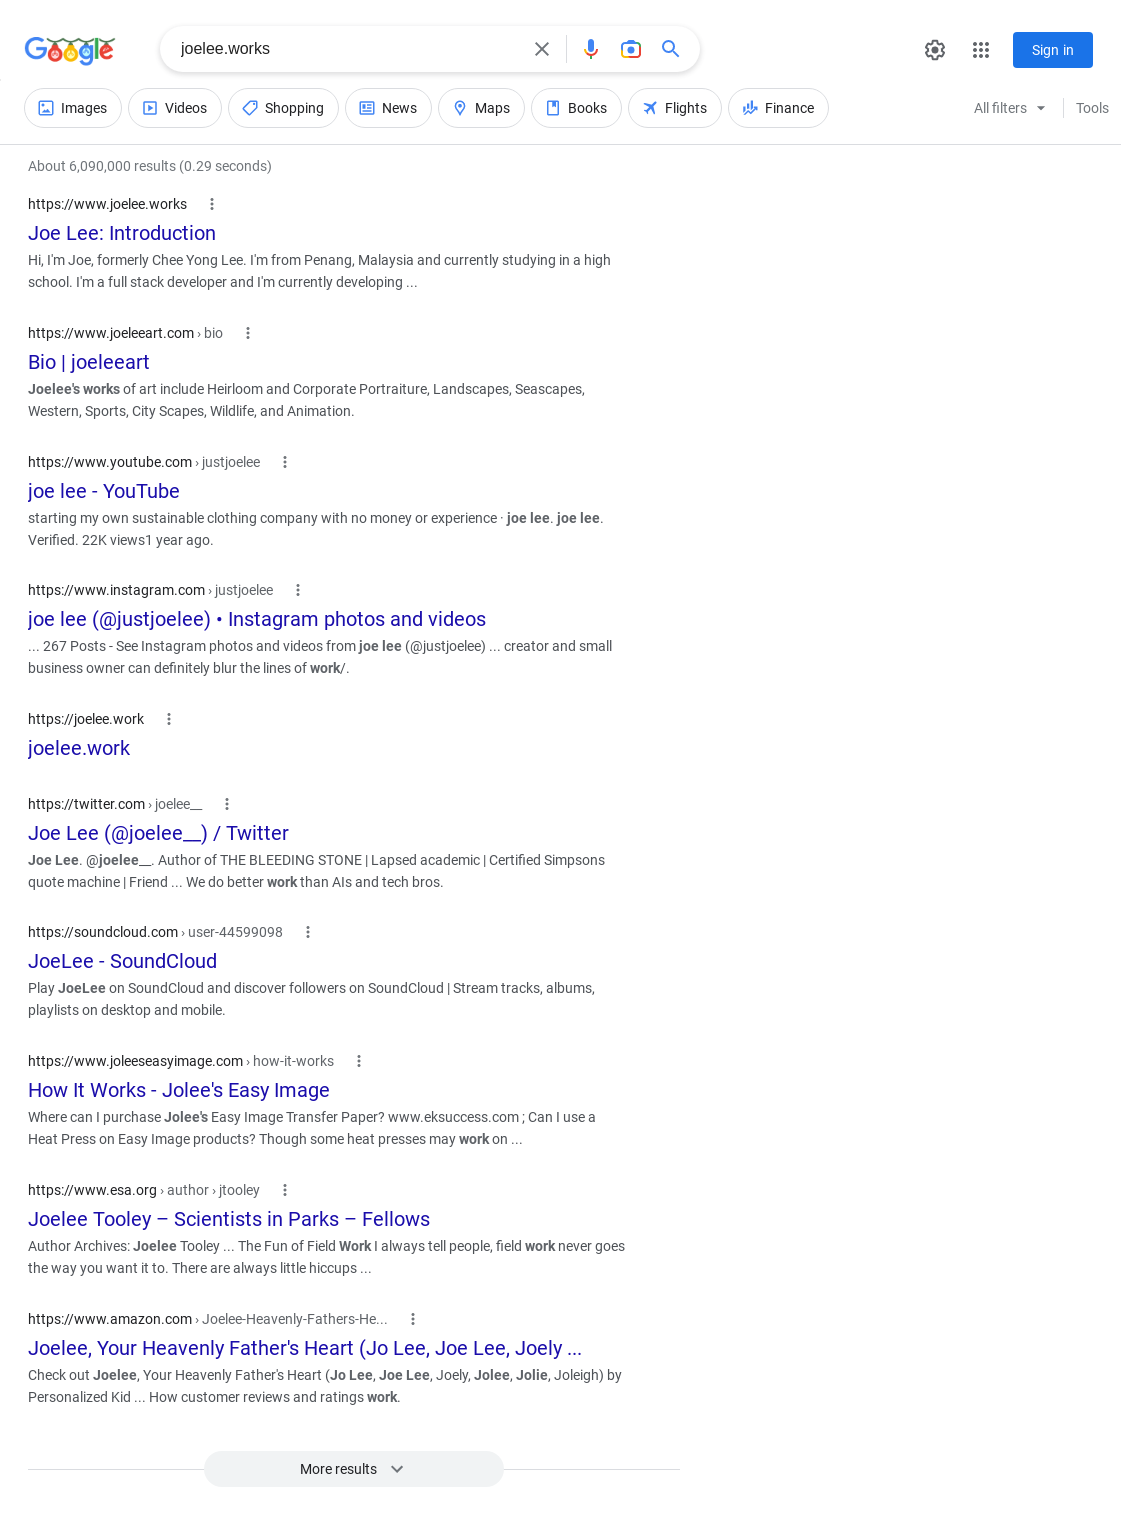 Google
joelee.works
Sign in
Images Videos Shopping News Maps Books Flights Finance All filters Tools
About 6,090,000 results (0.29 seconds)
https://www.joelee.works
Joe Lee: Introduction
Hi, I'm Joe, formerly Chee Yong Lee. I'm from Penang, Malaysia and currently studying in a high
school. I'm a full stack developer and I'm currently developing ...
https://www.joeleeart.com › bio
Bio | joeleeart
Joelee's works of art include Heirloom and Corporate Portraiture, Landscapes, Seascapes,
Western, Sports, City Scapes, Wildlife, and Animation.
https://www.youtube.com › justjoelee
joe lee - YouTube
starting my own sustainable clothing company with no money or experience · joe lee. joe lee.
Verified. 22K views1 year ago.
https://www.instagram.com › justjoelee
joe lee (@justjoelee) • Instagram photos and videos
... 267 Posts - See Instagram photos and videos from joe lee (@justjoelee) ... creator and small
business owner can definitely blur the lines of work/.
https://joelee.work
joelee.work
https://twitter.com › joelee__
Joe Lee (@joelee__) / Twitter
Joe Lee. @joelee__. Author of THE BLEEDING STONE | Lapsed academic | Certified Simpsons
quote machine | Friend ... We do better work than AIs and tech bros.
https://soundcloud.com › user-44599098
JoeLee - SoundCloud
Play JoeLee on SoundCloud and discover followers on SoundCloud | Stream tracks, albums,
playlists on desktop and mobile.
https://www.joleeseasyimage.com › how-it-works
How It Works - Jolee's Easy Image
Where can I purchase Jolee's Easy Image Transfer Paper? www.eksuccess.com ; Can I use a
Heat Press on Easy Image products? Though some heat presses may work on ...
https://www.esa.org › author › jtooley
Joelee Tooley – Scientists in Parks – Fellows
Author Archives: Joelee Tooley ... The Fun of Field Work I always tell people, field work never goes
the way you want it to. There are always little hiccups ...
https://www.amazon.com › Joelee-Heavenly-Fathers-He...
Joelee, Your Heavenly Father's Heart (Jo Lee, Joe Lee, Joely ...
Check out Joelee, Your Heavenly Father's Heart (Jo Lee, Joe Lee, Joely, Jolee, Jolie, Joleigh) by
Personalized Kid ... How customer reviews and ratings work.
More results